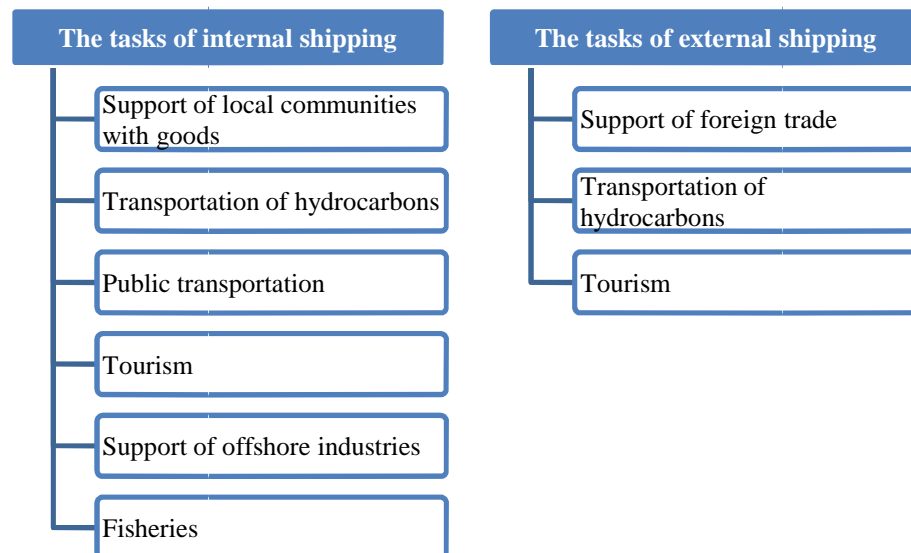 The tasks of internal shipping
Support of local communities
with goods
Transportation of hydrocarbons
Public transportation
Tourism
Support of offshore industries
Fisheries
The tasks of external shipping
Support of foreign trade
Transportation of
hydrocarbons
Tourism